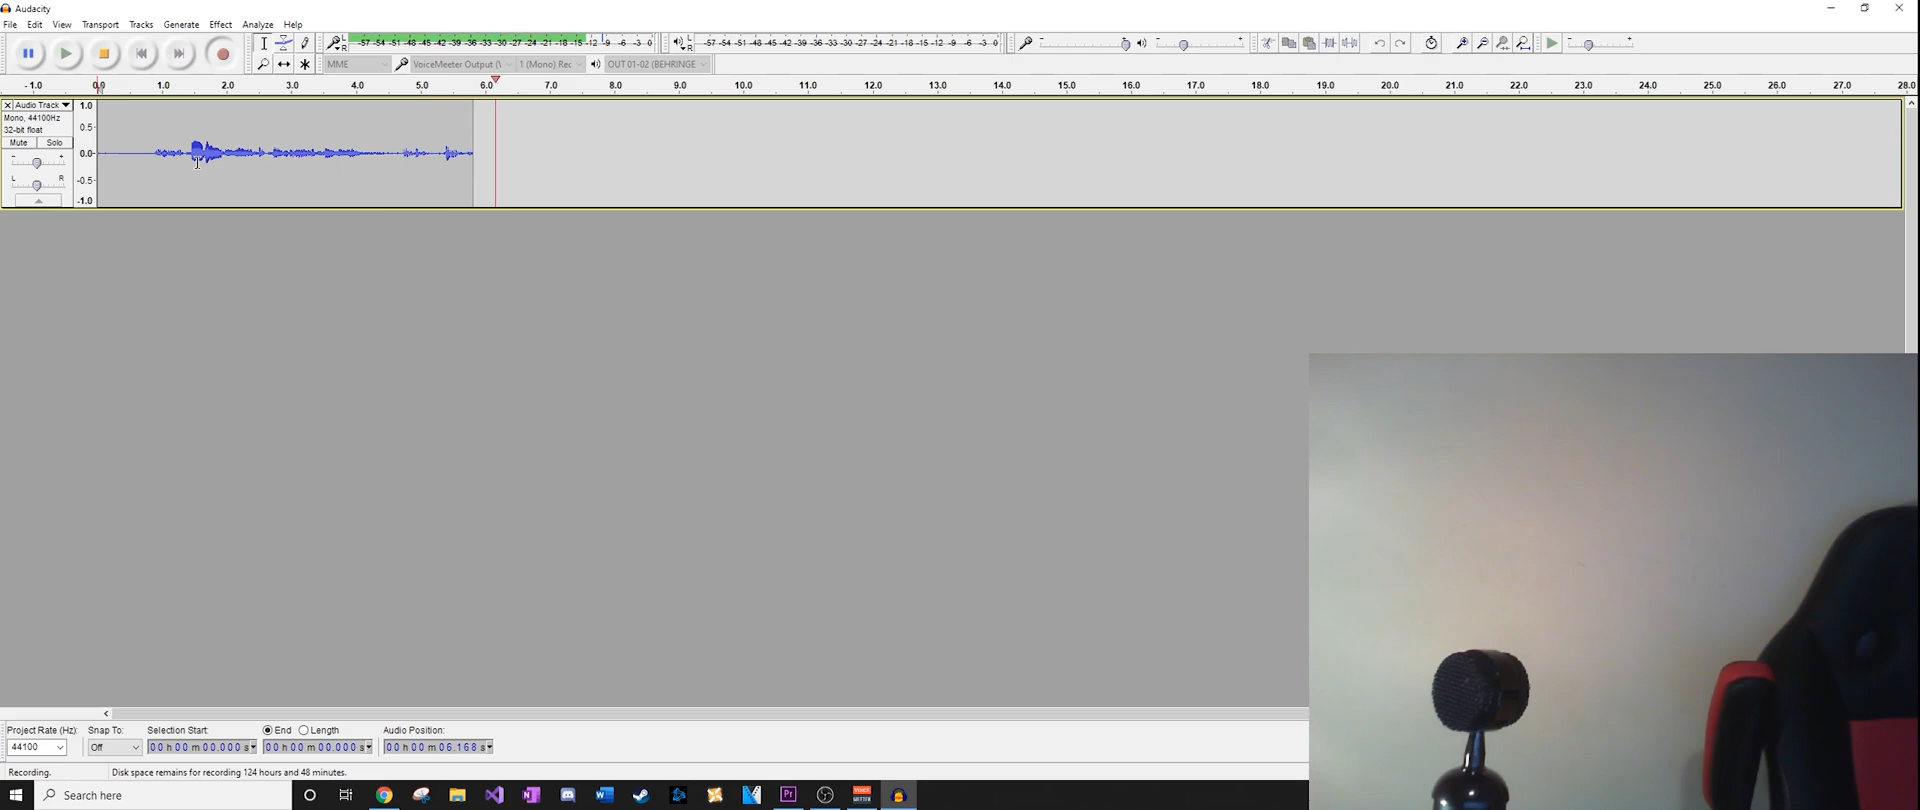 Audacity
File Edit View Transport Tracks Generate Effect Analyze Help
L
R
-57 -54 -51 -48 -45 -42 -39 -36 -33 -30 -27 -24 -21 -18 -15 -12 -9 -6 -3 0
L
R
-57 -54 -51 -48 -45 -42 -39 -36 -33 -30 -27 -24 -21 -18 -15 -12 -9 -6 -3 0
MME
VoiceMeeter Output (\
1 (Mono) Rec
OUT 01-02 (BEHRINGE
-1.0 0.0 1.0 2.0 3.0 4.0 5.0 6.0 7.0 8.0 9.0 10.0 11.0 12.0 13.0 14.0 15.0 16.0 17.0 18.0 19.0 20.0 21.0 22.0 23.0 24.0 25.0 26.0 27.0 28.0
Audio Track
Mono, 44100Hz
32-bit float
Mute Solo
- +
L R
1.0
0.5-
0.0-
-0.5-
-1.0
Project Rate (Hz): Snap To: Selection Start: End Length Audio Position:
44100 Off 00 h 00 m 00.000 s 00 h 00 m 00.000 s 00 h 00 m 06.168 s
Recording. Disk space remains for recording 124 hours and 48 minutes.
Search here
N
W
Pr
VOICE
MEETER